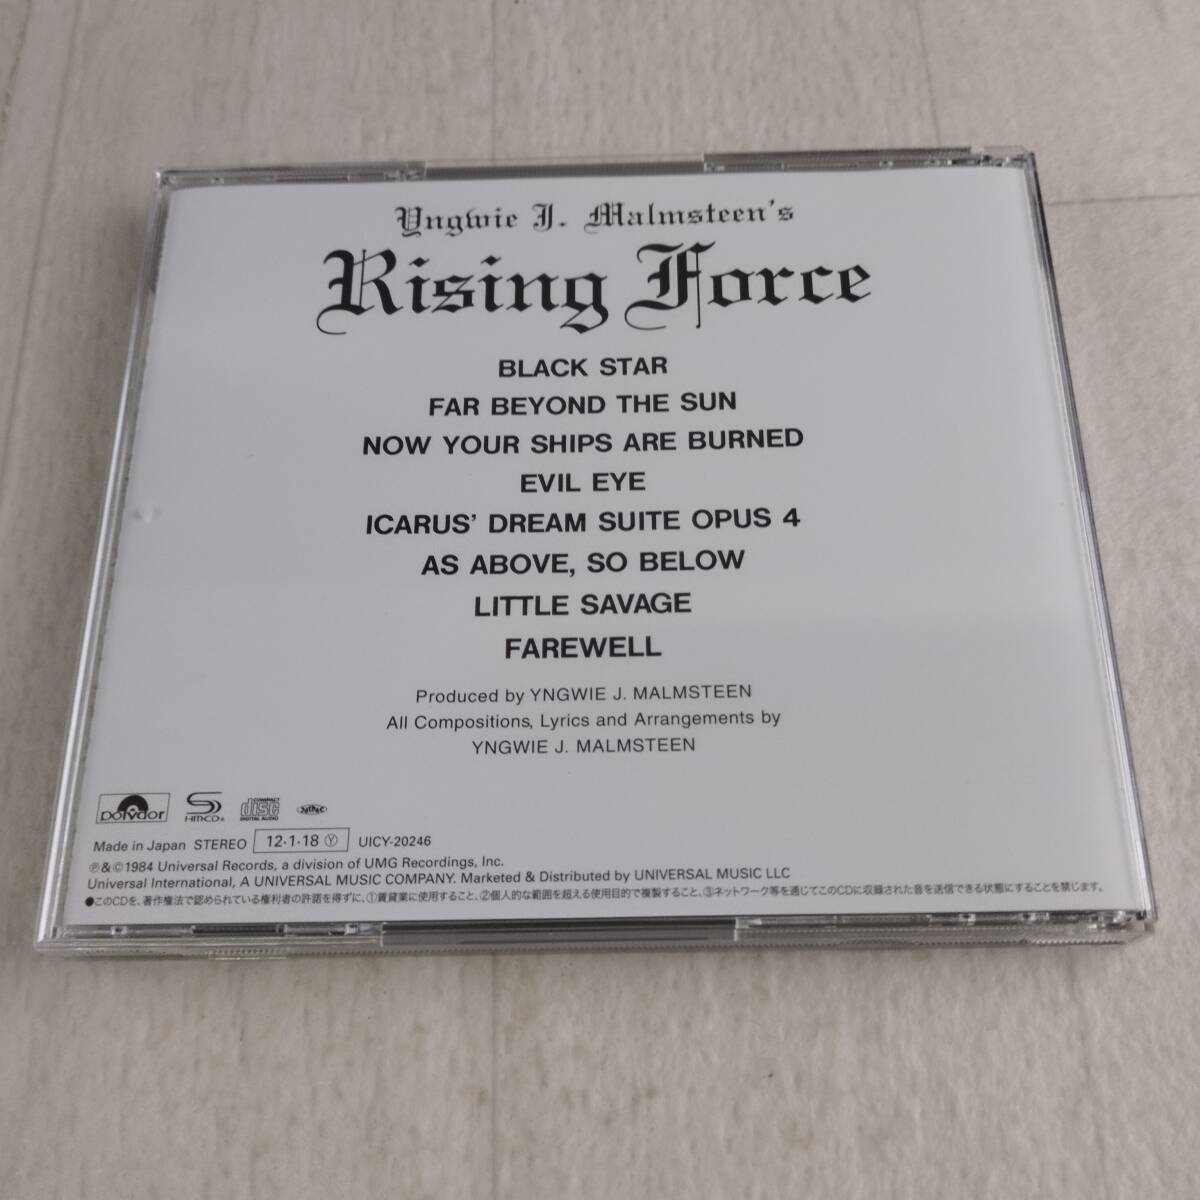 Yngwie J. Malmsteen's
Rising Force
BLACK STAR
FAR BEYOND THE SUN
NOW YOUR SHIPS ARE BURNED
EVIL EYE
ICARUS' DREAM SUITE OPUS 4
AS ABOVE, SO BELOW
LITTLE SAVAGE
FAREWELL
Produced by YNGWIE J. MALMSTEEN
All Compositions, Lyrics and Arrangements by
YNGWIE J. MALMSTEEN
polydor
HMCD
COMPACT
disc
DIGITAL AUDIO
Made in Japan STEREO 12·1·18 Ⓨ UICY-20246
℗&©1984 Universal Records, a division of UMG Recordings, Inc.
Universal International, A UNIVERSAL MUSIC COMPANY. Marketed & Distributed by UNIVERSAL MUSIC LLC
●このCDを、著作権法で認められている権利者の許諾を得ずに、①賃貸業に使用すること、②個人的な範囲を超える使用目的で複製すること、③ネットワーク等を通じてこのCDに収録された音を送信できる状態にすることを禁じます。